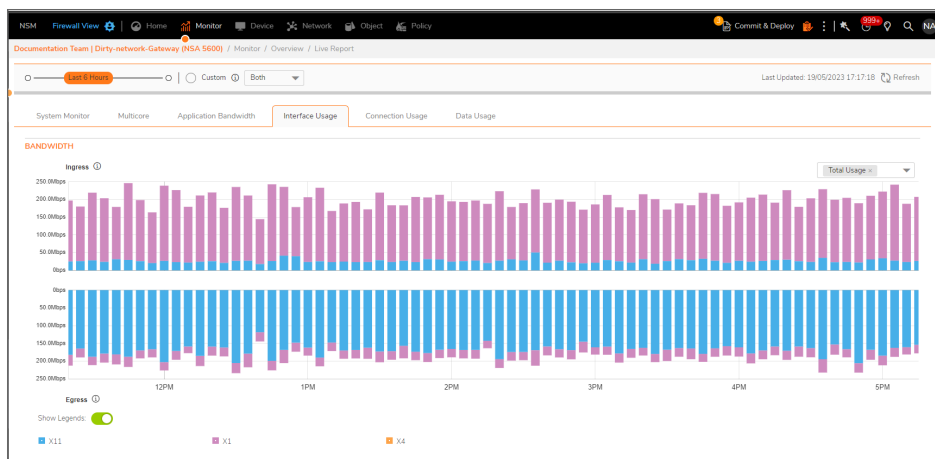 NSM Firewall View Home Monitor Device Network Object Policy 3 Commit & Deploy 999+ NA
Documentation Team | Dirty-network-Gateway (NSA 5600) / Monitor / Overview / Live Report
Last 6 Hours Custom Both Last Updated: 19/05/2023 17:17:18 Refresh
System Monitor Multicore Application Bandwidth Interface Usage Connection Usage Data Usage
BANDWIDTH
Ingress Total Usage ×
250.0Mbps
200.0Mbps
150.0Mbps
100.0Mbps
50.0Mbps
0bps
0bps
50.0Mbps
100.0Mbps
150.0Mbps
200.0Mbps
250.0Mbps
12PM 1PM 2PM 3PM 4PM 5PM
Egress
Show Legends:
X11 X1 X4